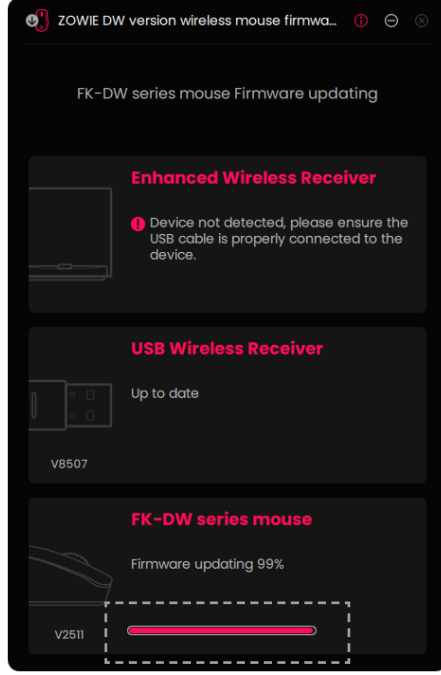 ZOWIE DW version wireless mouse firmwa...
FK-DW series mouse Firmware updating
Enhanced Wireless Receiver
Device not detected, please ensure the
USB cable is properly connected to the
device.
USB Wireless Receiver
Up to date
V8507
FK-DW series mouse
Firmware updating 99%
V2511